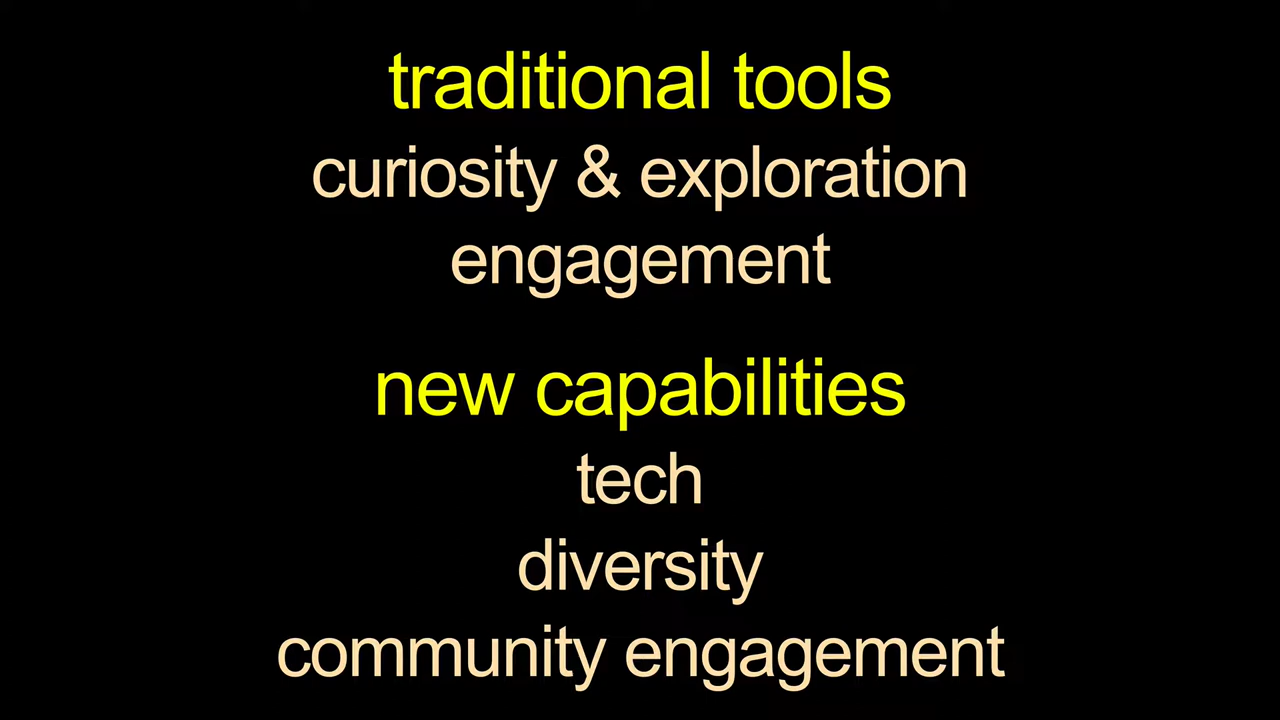 traditional tools
curiosity & exploration
engagement
new capabilities
tech
diversity
community engagement